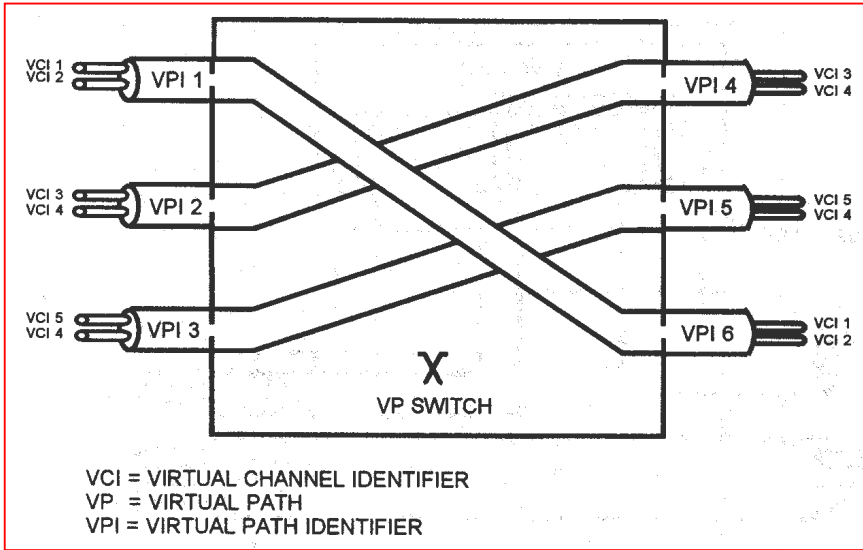 VCI 1
VCI 2
VPI 1
VPI 4
VCI 3
VCI 4
VCI 3
VCI 4
VPI 2
VPI 5
VCI 5
VCI 4
VCI 5
VCI 4
VPI 3
VPI 6
VCI 1
VCI 2
X
VP SWITCH
VCI = VIRTUAL CHANNEL IDENTIFIER
VP = VIRTUAL PATH
VPI = VIRTUAL PATH IDENTIFIER